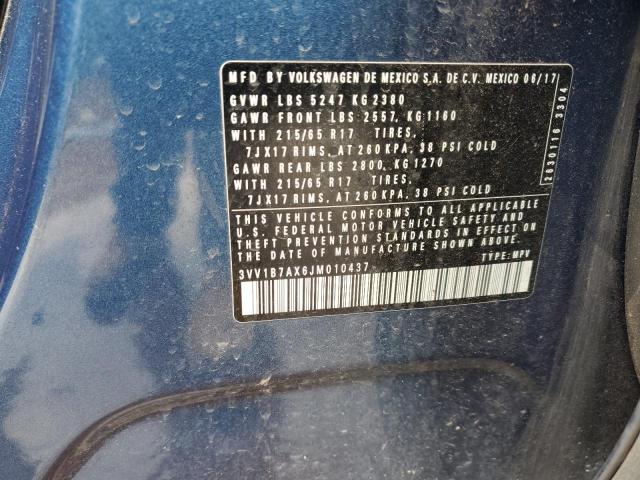 MFD BY VOLKSWAGEN DE MEXICO S.A. DE C.V. MEXICO 06/17
GVWR LBS 5247 KG 2380
GAWR FRONT LBS 2557, KG 1160
WITH 215/65 R17 TIRES,
7JX17 RIMS, AT 260 KPA, 38 PSI COLD
GAWR REAR LBS 2800, KG 1270
WITH 215/65 R17 TIRES,
7JX17 RIMS, AT 260 KPA, 38 PSI COLD
THIS VEHICLE CONFORMS TO ALL APPLICABLE
U.S. FEDERAL MOTOR VEHICLE SAFETY AND
THEFT PREVENTION STANDARDS IN EFFECT ON
THE DATE OF MANUFACTURE SHOWN ABOVE.
3VV1B7AX6JM010437 TYPE: MPV
2630116 3304